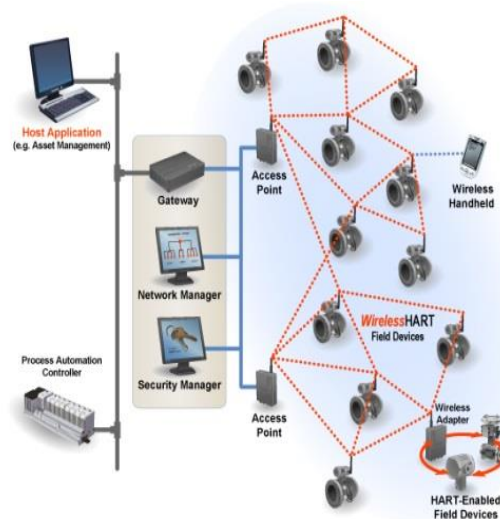 Host Application
(e.g. Asset Management)
Gateway
Access
Point
Wireless
Handheld
Network Manager
WirelessHART
Field Devices
Process Automation
Controller
Security Manager
Access
Point
Wireless
Adapter
HART-Enabled
Field Devices